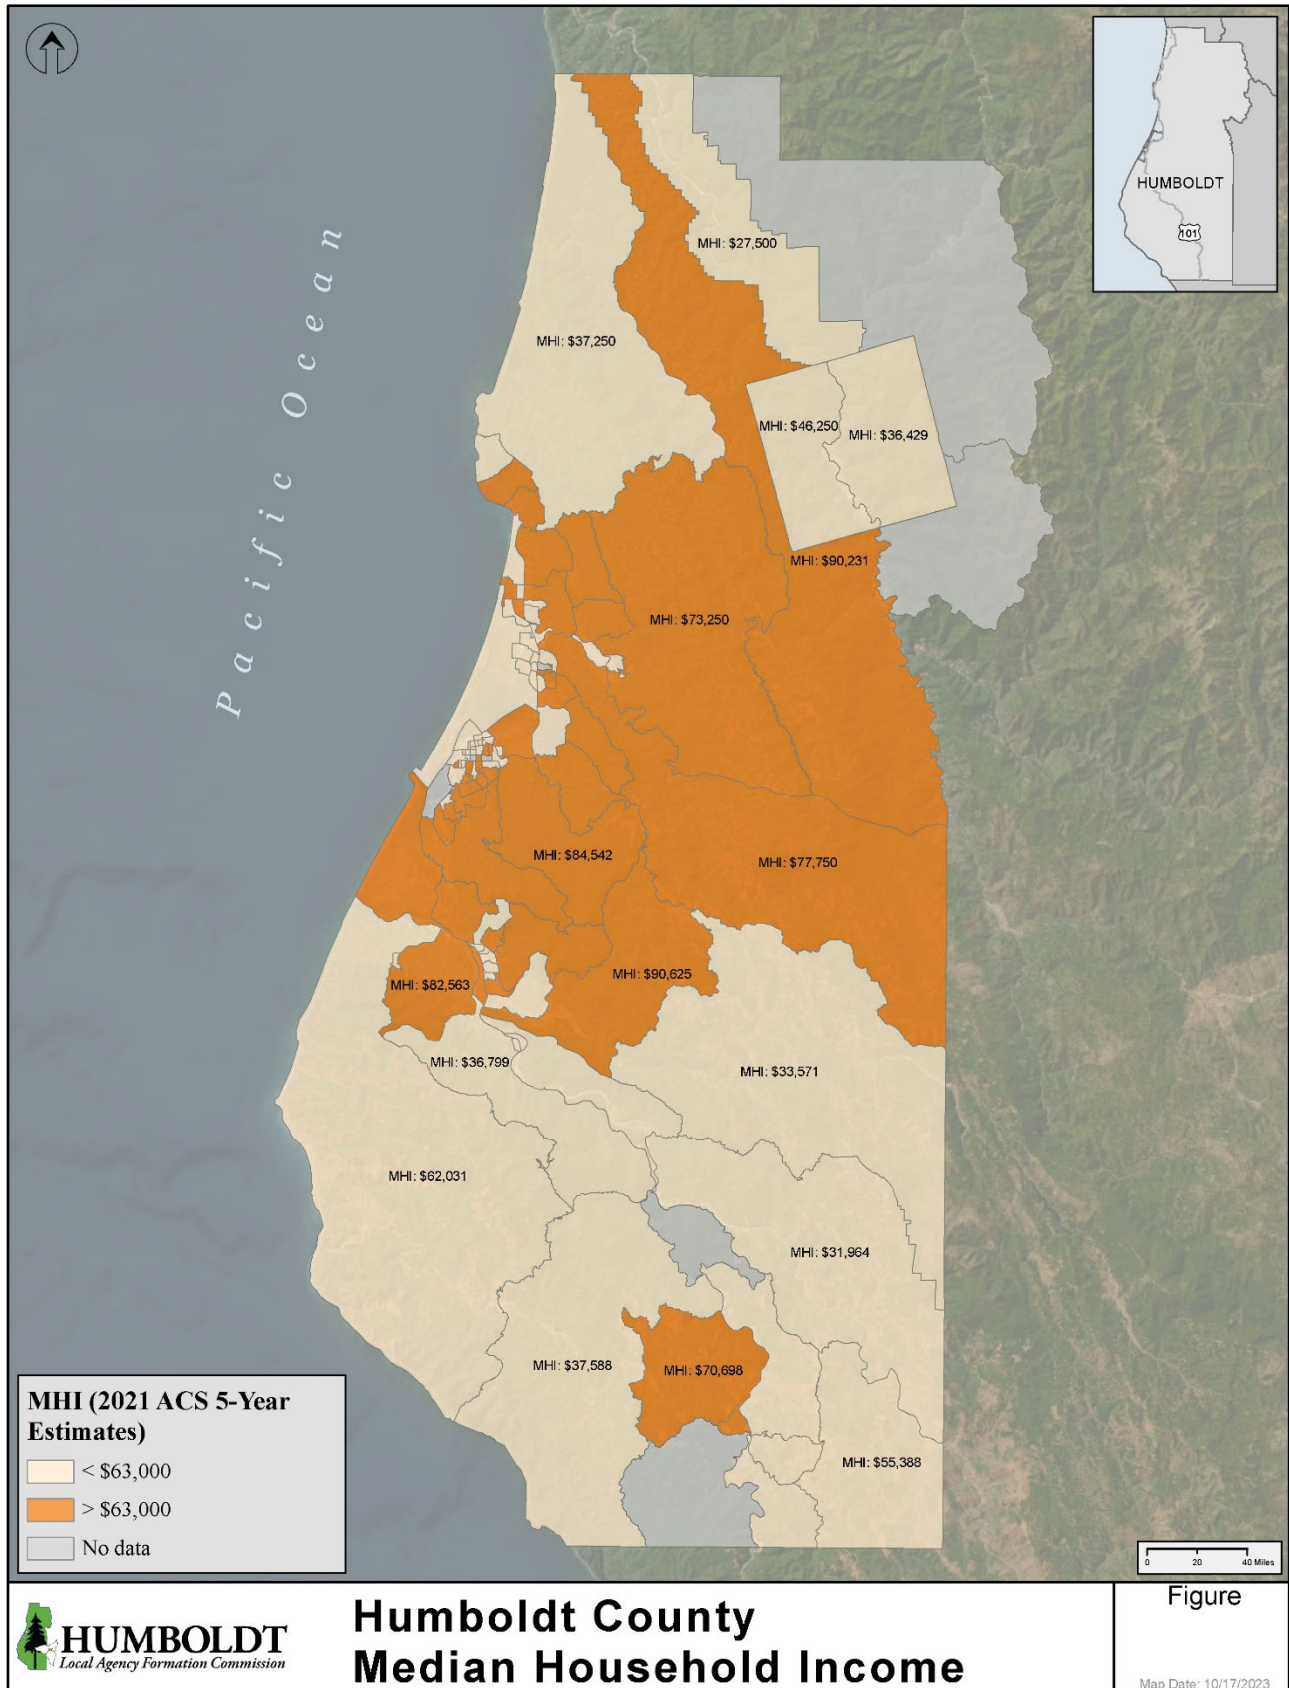 HUMBOLDT
101
Pacific Ocean
MHI: $27,500
MHI: $37,250
MHI: $46,250
MHI: $36,429
MHI: $90,231
MHI: $73,250
MHI: $84,542
MHI: $77,750
MHI: $90,625
MHI: $82,563
MHI: $36,799
MHI: $33,571
MHI: $62,031
MHI: $31,964
MHI: $37,588
MHI: $70,698
MHI: $55,388
MHI (2021 ACS 5-Year
Estimates)
< $63,000
> $63,000
No data
0 20 40 Miles
HUMBOLDT
Local Agency Formation Commission
Humboldt County
Median Household Income
Figure
Map Date: 10/17/2023